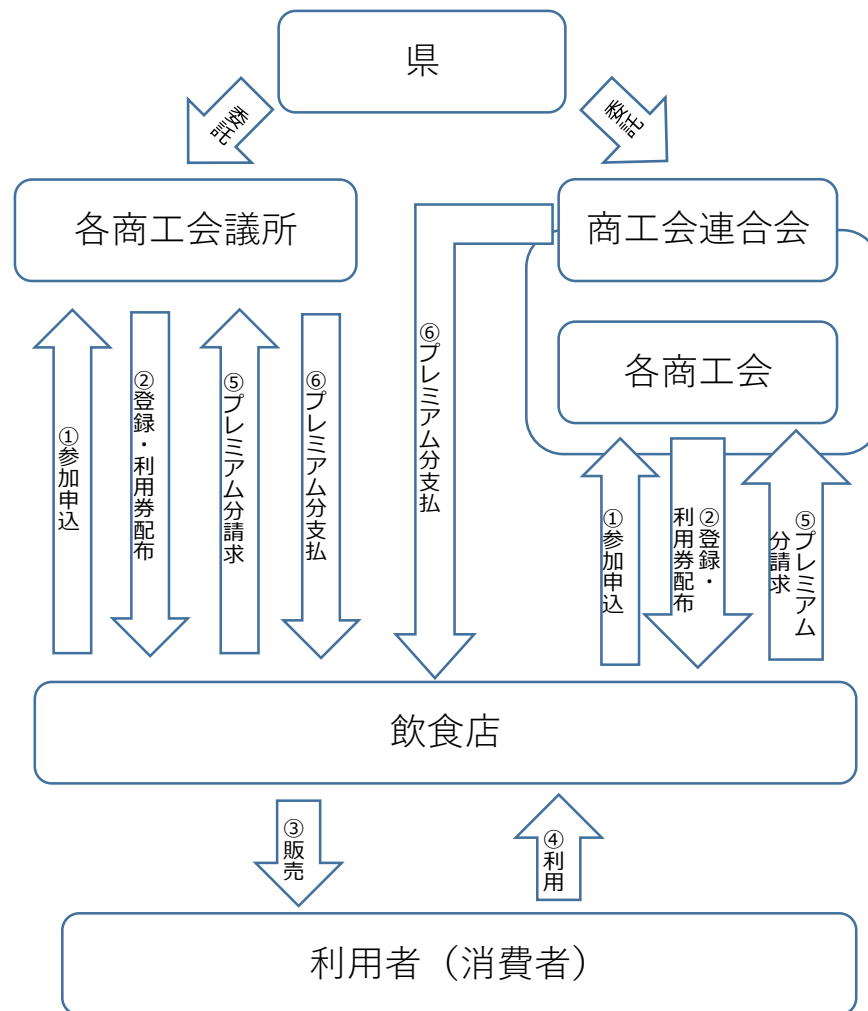 県
委託
委託
各商工会議所
商工会連合会
各商工会
①参加申込
②登録・利用券配布
⑤プレミアム分請求
⑥プレミアム分支払
⑥プレミアム分支払
①参加申込
②登録・
利用券配布
⑤プレミアム
分請求
飲食店
③販売
④利用
利用者（消費者）